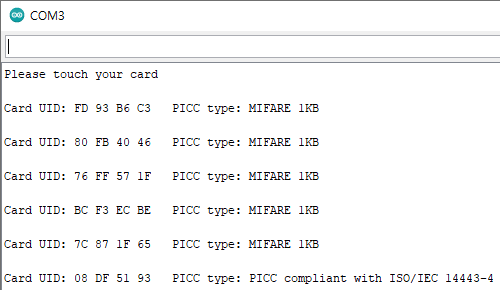 COM3
Please touch your card
Card UID: FD 93 B6 C3   PICC type: MIFARE 1KB
Card UID: 80 FB 40 46   PICC type: MIFARE 1KB
Card UID: 76 FF 57 1F   PICC type: MIFARE 1KB
Card UID: BC F3 EC BE   PICC type: MIFARE 1KB
Card UID: 7C 87 1F 65   PICC type: MIFARE 1KB
Card UID: 08 DF 51 93   PICC type: PICC compliant with ISO/IEC 14443-4